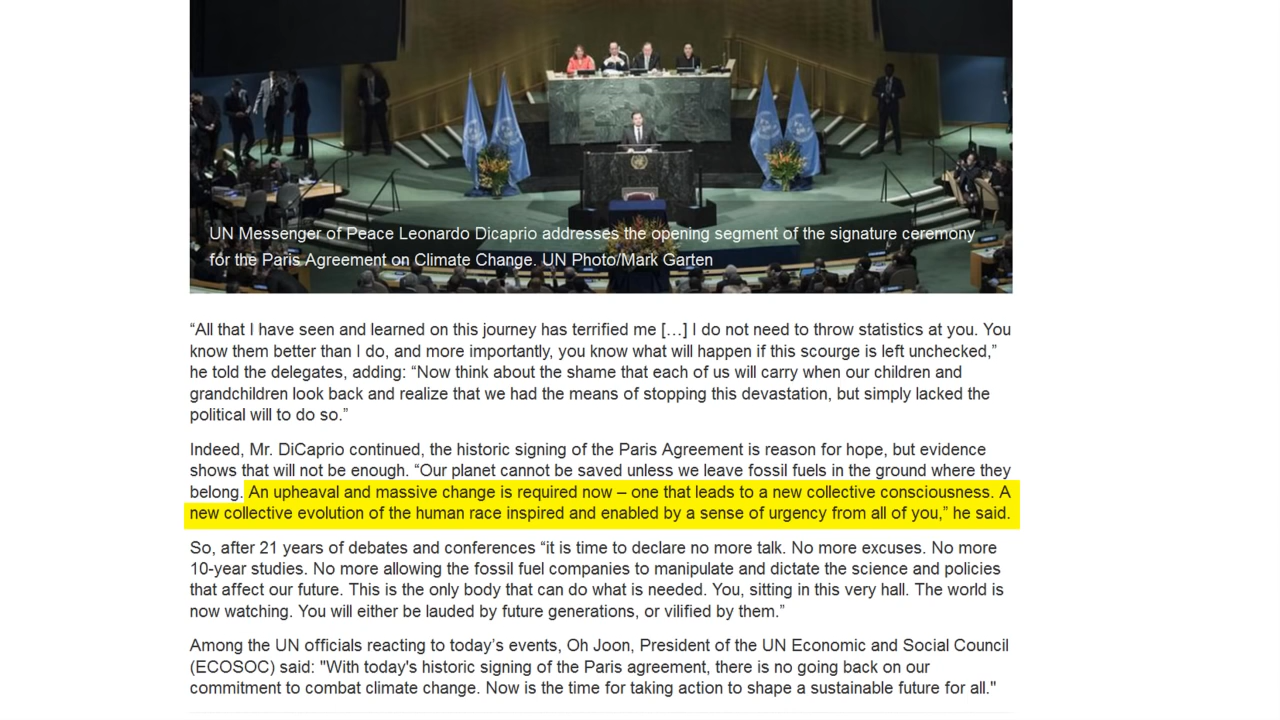 UN Messenger of Peace Leonardo Dicaprio addresses the opening segment of the signature ceremony
for the Paris Agreement on Climate Change. UN Photo/Mark Garten
“All that I have seen and learned on this journey has terrified me […] I do not need to throw statistics at you. You
know them better than I do, and more importantly, you know what will happen if this scourge is left unchecked,”
he told the delegates, adding: “Now think about the shame that each of us will carry when our children and
grandchildren look back and realize that we had the means of stopping this devastation, but simply lacked the
political will to do so.”
Indeed, Mr. DiCaprio continued, the historic signing of the Paris Agreement is reason for hope, but evidence
shows that will not be enough. “Our planet cannot be saved unless we leave fossil fuels in the ground where they
belong. An upheaval and massive change is required now – one that leads to a new collective consciousness. A
new collective evolution of the human race inspired and enabled by a sense of urgency from all of you,” he said.
So, after 21 years of debates and conferences “it is time to declare no more talk. No more excuses. No more
10-year studies. No more allowing the fossil fuel companies to manipulate and dictate the science and policies
that affect our future. This is the only body that can do what is needed. You, sitting in this very hall. The world is
now watching. You will either be lauded by future generations, or vilified by them.”
Among the UN officials reacting to today’s events, Oh Joon, President of the UN Economic and Social Council
(ECOSOC) said: "With today's historic signing of the Paris agreement, there is no going back on our
commitment to combat climate change. Now is the time for taking action to shape a sustainable future for all."